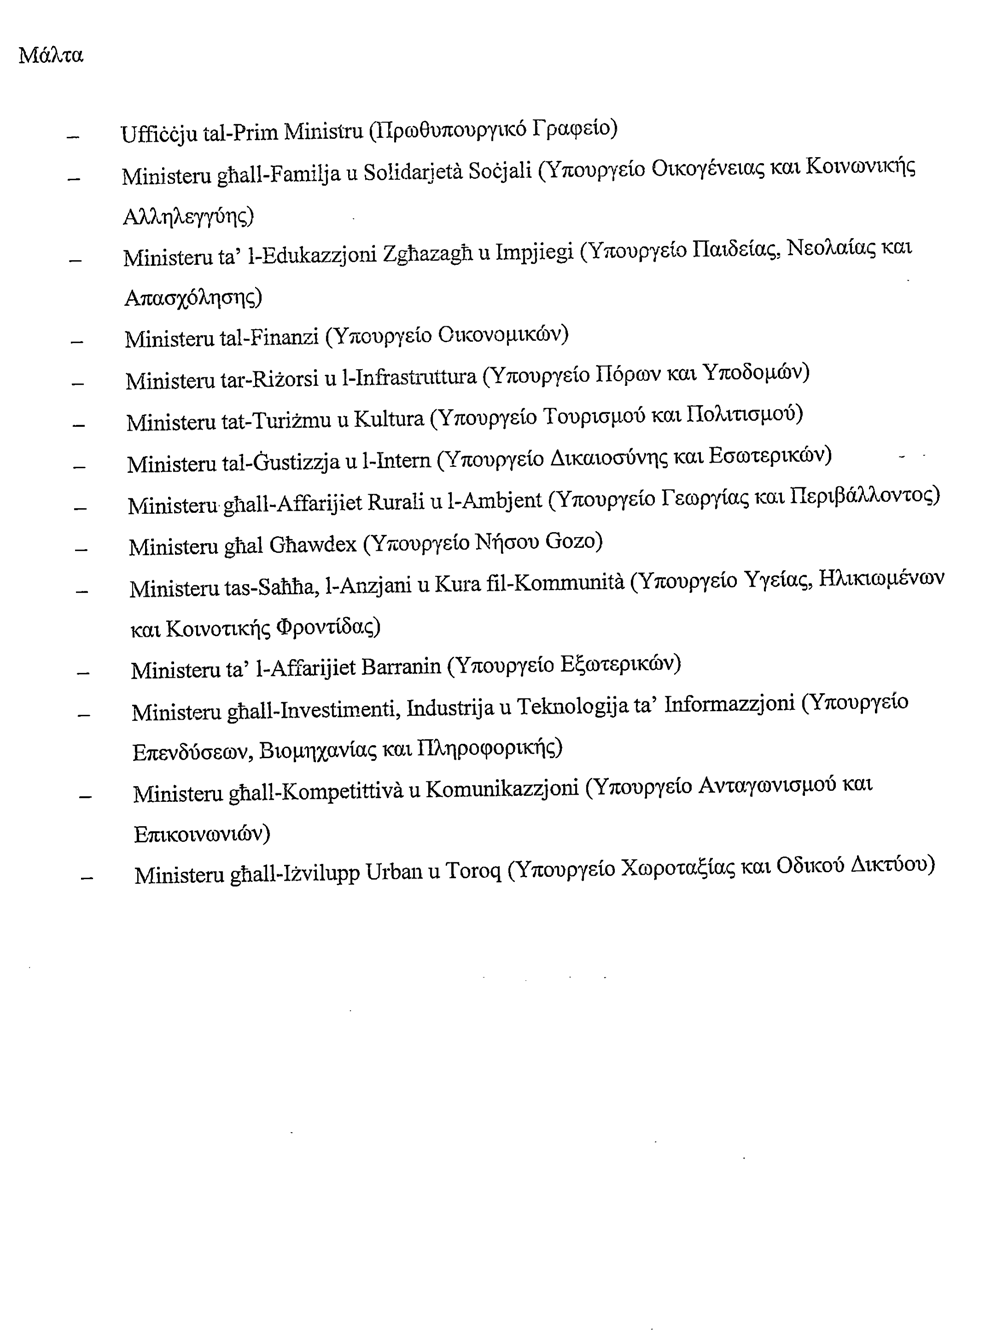 Μάλτα
– Uffiċċju tal-Prim Ministru (Πρωθυπουργικό Γραφείο)
– Ministeru għall-Familja u Solidarjetà Soċjali (Υπουργείο Οικογένειας και Κοινωνικής
Αλληλεγγύης)
– Ministeru ta’ l-Edukazzjoni Zgħazagħ u Impjiegi (Υπουργείο Παιδείας, Νεολαίας και
Απασχόλησης)
– Ministeru tal-Finanzi (Υπουργείο Οικονομικών)
– Ministeru tar-Riżorsi u l-Infrastruttura (Υπουργείο Πόρων και Υποδομών)
– Ministeru tat-Turiżmu u Kultura (Υπουργείο Τουρισμού και Πολιτισμού)
– Ministeru tal-Ġustizzja u l-Intern (Υπουργείο Δικαιοσύνης και Εσωτερικών)
– Ministeru għall-Affarijiet Rurali u l-Ambjent (Υπουργείο Γεωργίας και Περιβάλλοντος)
– Ministeru għal Għawdex (Υπουργείο Νήσου Gozo)
– Ministeru tas-Saħħa, l-Anzjani u Kura fil-Kommunità (Υπουργείο Υγείας, Ηλικιωμένων
και Κοινοτικής Φροντίδας)
– Ministeru ta’ l-Affarijiet Barranin (Υπουργείο Εξωτερικών)
– Ministeru għall-Investimenti, Industrija u Teknologija ta’ Informazzjoni (Υπουργείο
Επενδύσεων, Βιομηχανίας και Πληροφορικής)
– Ministeru għall-Kompetittivà u Komunikazzjoni (Υπουργείο Ανταγωνισμού και
Επικοινωνιών)
– Ministeru għall-Iżvilupp Urban u Toroq (Υπουργείο Χωροταξίας και Οδικού Δικτύου)